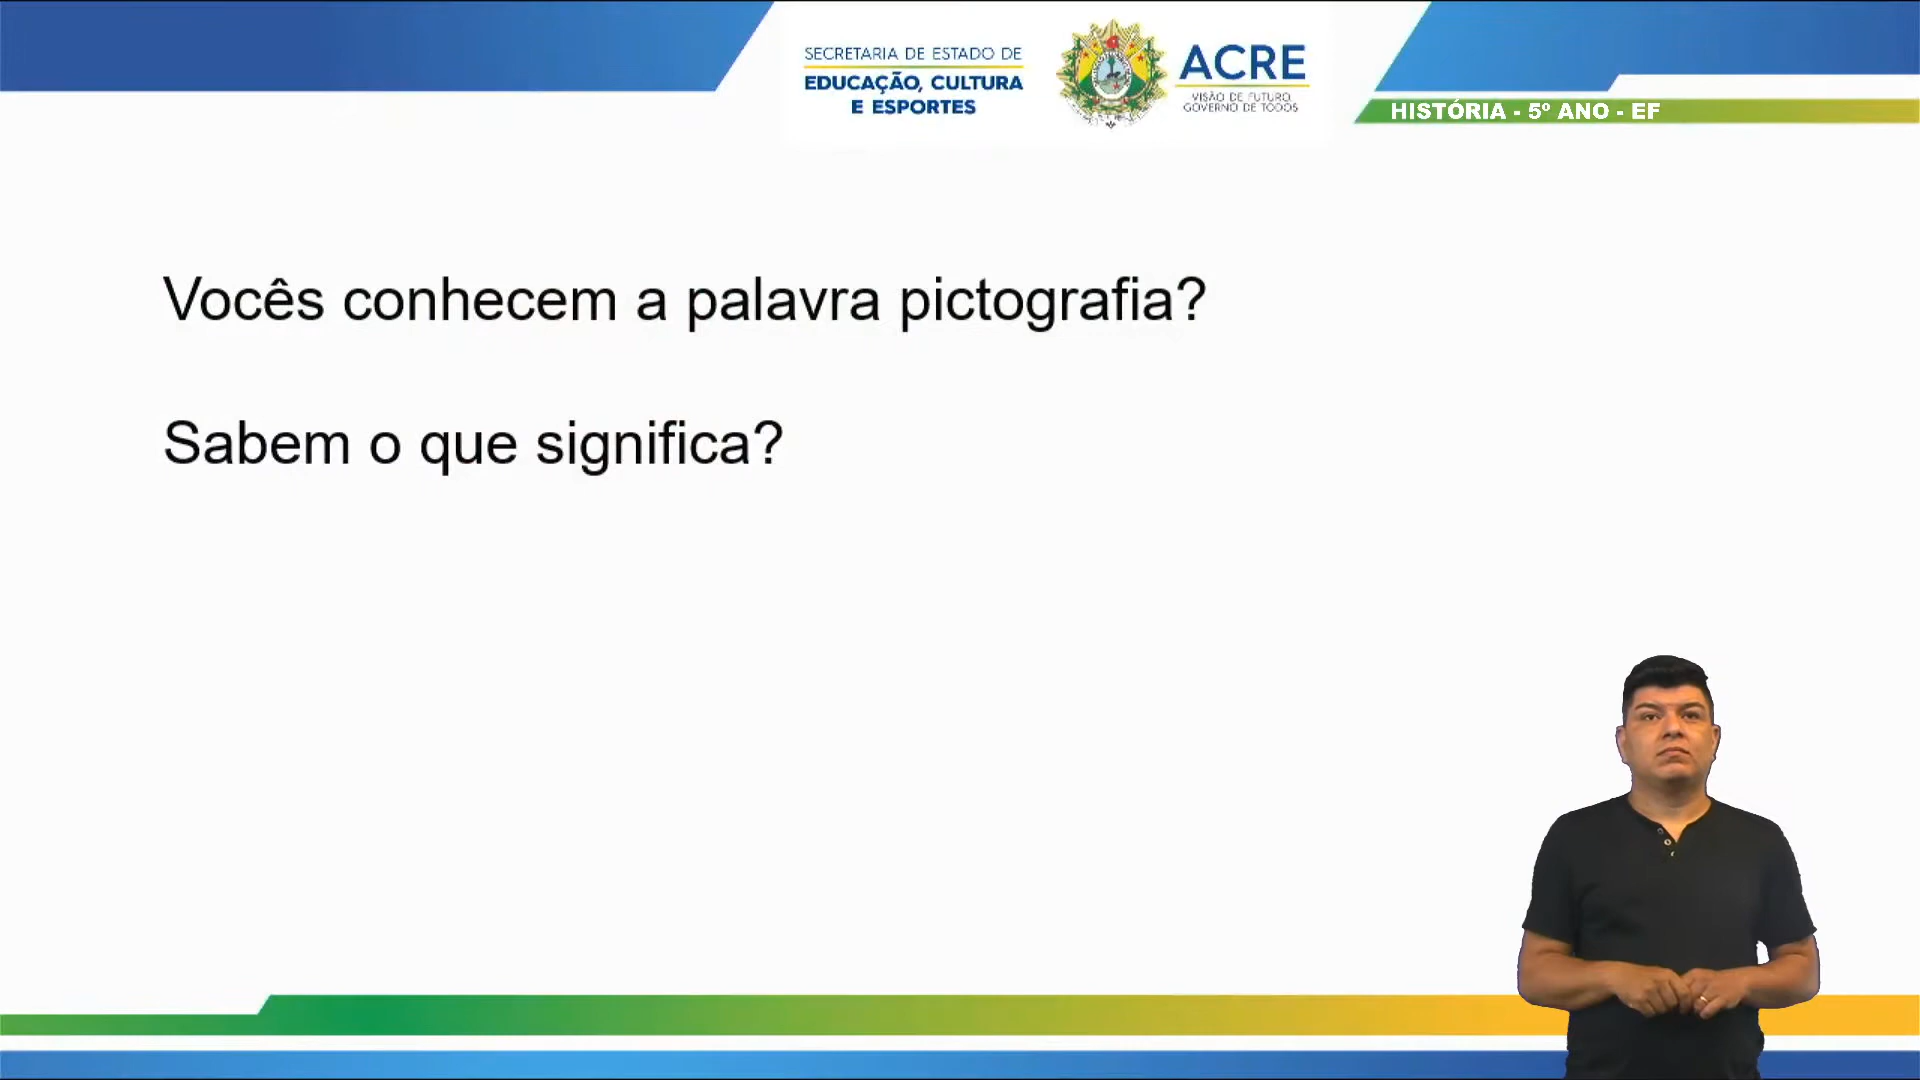 SECRETARIA DE ESTADO DE
EDUCAÇÃO, CULTURA
E ESPORTES
ACRE
VISÃO DE FUTURO,
GOVERNO DE TODOS
HISTÓRIA - 5º ANO - EF
Vocês conhecem a palavra pictografia?
Sabem o que significa?